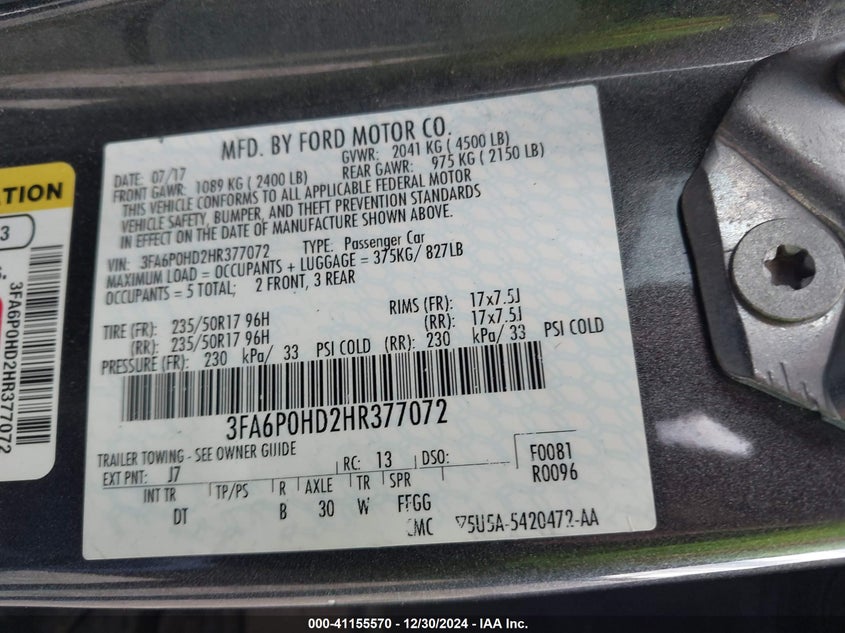 MFD. BY FORD MOTOR CO.
DATE: 07/17 GVWR: 2041 KG ( 4500 LB)
FRONT GAWR: 1089 KG ( 2400 LB) REAR GAWR: 975 KG ( 2150 LB)
THIS VEHICLE CONFORMS TO ALL APPLICABLE FEDERAL MOTOR
VEHICLE SAFETY, BUMPER, AND THEFT PREVENTION STANDARDS
IN EFFECT ON THE DATE OF MANUFACTURE SHOWN ABOVE.
VIN: 3FA6P0HD2HR377072 TYPE: Passenger Car
MAXIMUM LOAD = OCCUPANTS + LUGGAGE = 375KG/ 827LB
OCCUPANTS = 5 TOTAL; 2 FRONT, 3 REAR
TIRE (FR): 235/50R17 96H RIMS (FR): 17x7.5J
(RR): 235/50R17 96H (RR): 17x7.5J
PRESSURE (FR): 230 kPa/ 33 PSI COLD (RR): 230 kPa/ 33 PSI COLD
3FA6P0HD2HR377072
TRAILER TOWING - SEE OWNER GUIDE
EXT PNT: J7 RC: 13 DSO: F0081
R0096
INT TR TP/PS R AXLE TR SPR
DT B 30 W FFGG
5U5A-5420472-AA
TION
3
3FA6P0HD2HR377072
000-41155570 - 12/30/2024 - IAA Inc.